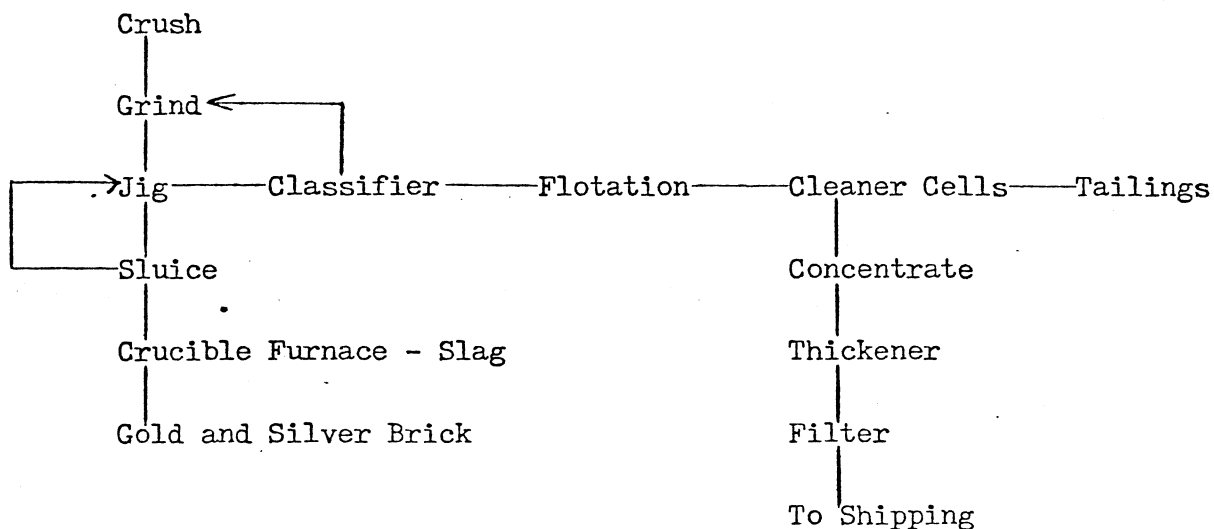 Crush
Grind
Jig Classifier Flotation Cleaner Cells Tailings
Sluice Concentrate
Crucible Furnace - Slag Thickener
Gold and Silver Brick Filter
To Shipping